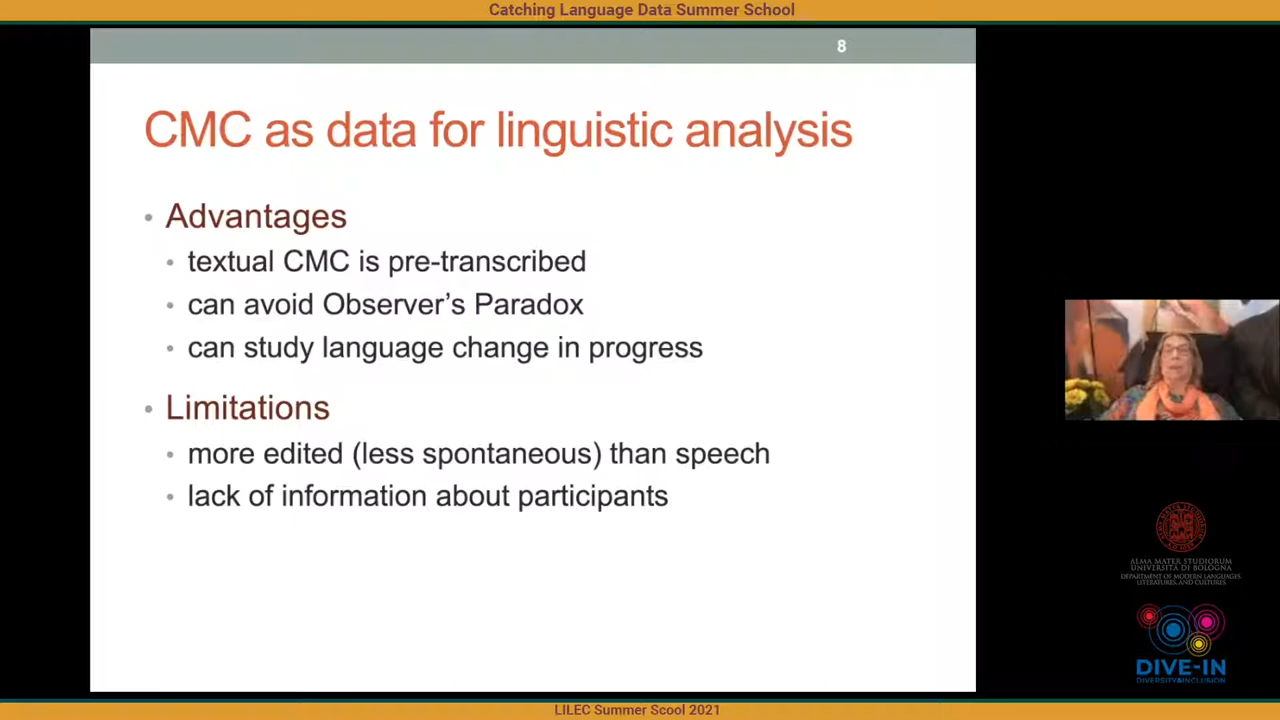 Catching Language Data Summer School
8
CMC as data for linguistic analysis
• Advantages
• textual CMC is pre-transcribed
• can avoid Observer's Paradox
• can study language change in progress
• Limitations
• more edited (less spontaneous) than speech
• lack of information about participants
ALMA MATER STUDIORUM
UNIVERSITÀ DI BOLOGNA
DEPARTMENT OF MODERN LANGUAGES,
LITERATURES, AND CULTURES
DIVE-IN
DIVERSITY&INCLUSION
LILEC Summer Scool 2021